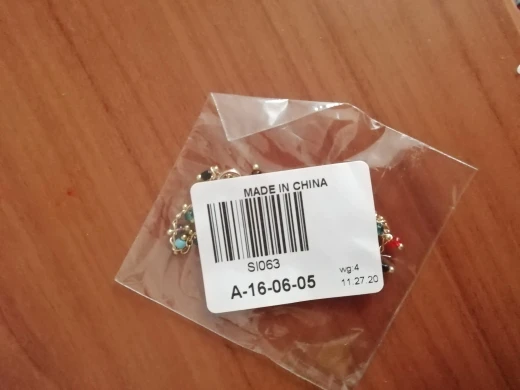 MADE IN CHINA
SI063
wg:4
A-16-06-05
11.27.20